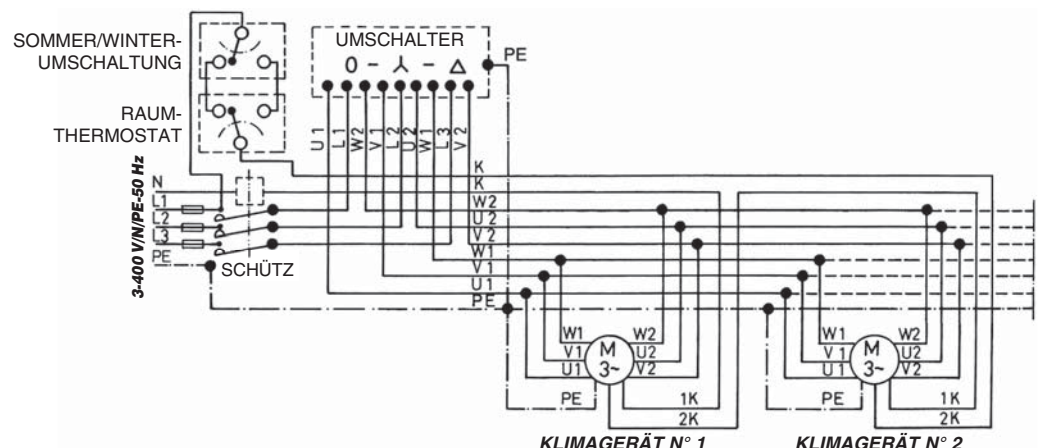 SOMMER/WINTER-
UMSCHALTUNG
RAUM-
THERMOSTAT
UMSCHALTER
0 - Y - Δ
PE
U1 L1 W2 V1 L2 U2 W1 L3 V2
3-400 V/N/PE-50 Hz
N
L1
L2
L3
PE
SCHÜTZ
K
K
W2
U2
V2
W1
V1
U1
PE
W1
V1
U1
M
3~
W2
U2
V2
PE
1K
2K
KLIMAGERÄT N° 1
W1
V1
U1
M
3~
W2
U2
V2
PE
1K
2K
KLIMAGERÄT N° 2